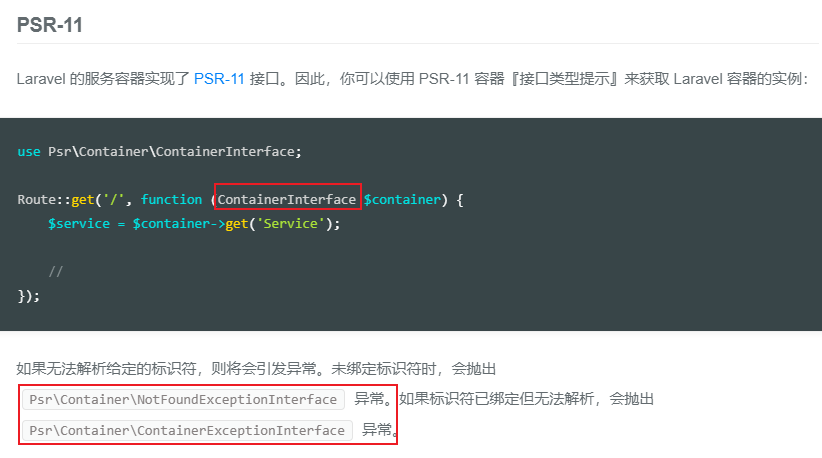 PSR-11
Laravel 的服务容器实现了 PSR-11 接口。因此，你可以使用 PSR-11 容器『接口类型提示』来获取 Laravel 容器的实例：
use Psr\Container\ContainerInterface;
Route::get('/', function (ContainerInterface $container) {
    $service = $container->get('Service');
    //
});
如果无法解析给定的标识符，则将会引发异常。未绑定标识符时，会抛出
Psr\Container\NotFoundExceptionInterface 异常。如果标识符已绑定但无法解析，会抛出
Psr\Container\ContainerExceptionInterface 异常。